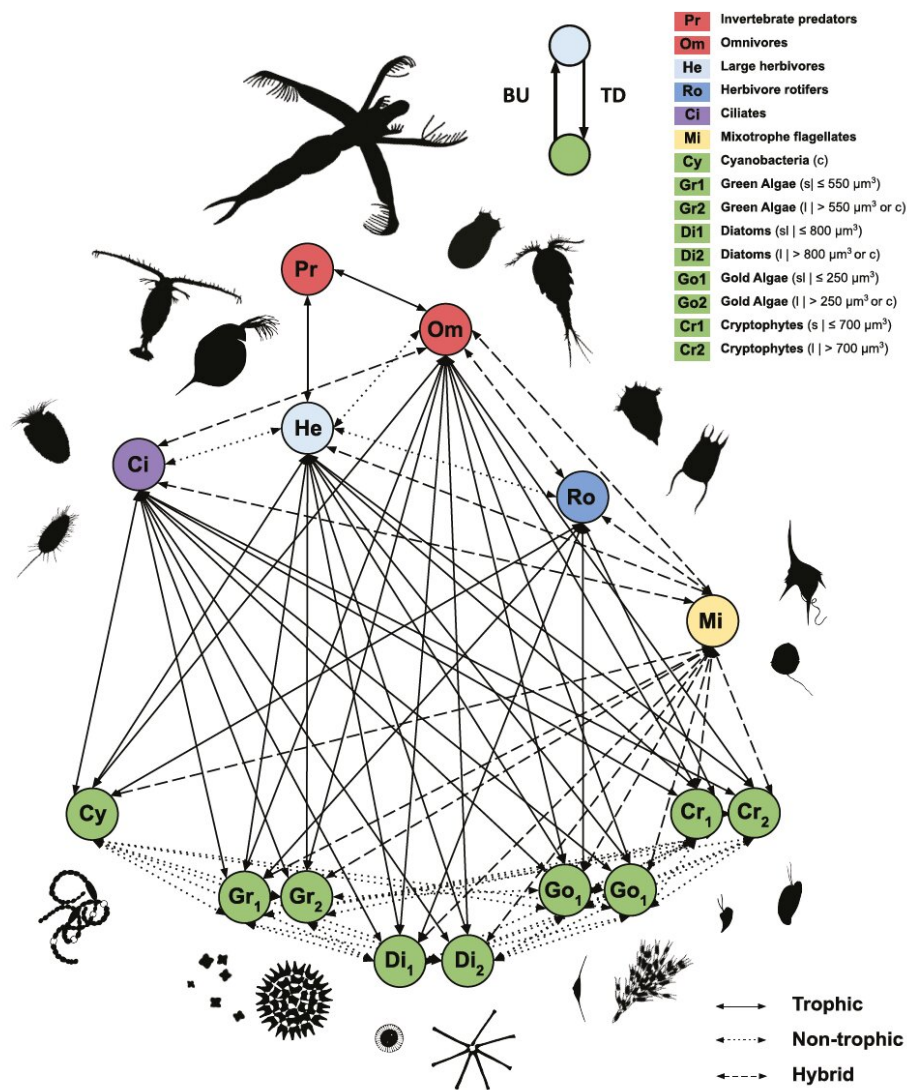 BU
TD
Pr Invertebrate predators
Om Omnivores
He Large herbivores
Ro Herbivore rotifers
Ci Ciliates
Mi Mixotrophe flagellates
Cy Cyanobacteria (c)
Gr1 Green Algae (s| ≤ 550 µm³)
Gr2 Green Algae (l | > 550 µm³ or c)
Di1 Diatoms (sl | ≤ 800 µm³)
Di2 Diatoms (l | > 800 µm³ or c)
Go1 Gold Algae (sl | ≤ 250 µm³)
Go2 Gold Algae (l | > 250 µm³ or c)
Cr1 Cryptophytes (s | ≤ 700 µm³)
Cr2 Cryptophytes (l | > 700 µm³)
Pr
Om
He
Ci
Ro
Mi
Cy
Cr₁
Cr₂
Gr₁
Gr₂
Go₁
Go₁
Di₁
Di₂
Trophic
Non-trophic
Hybrid